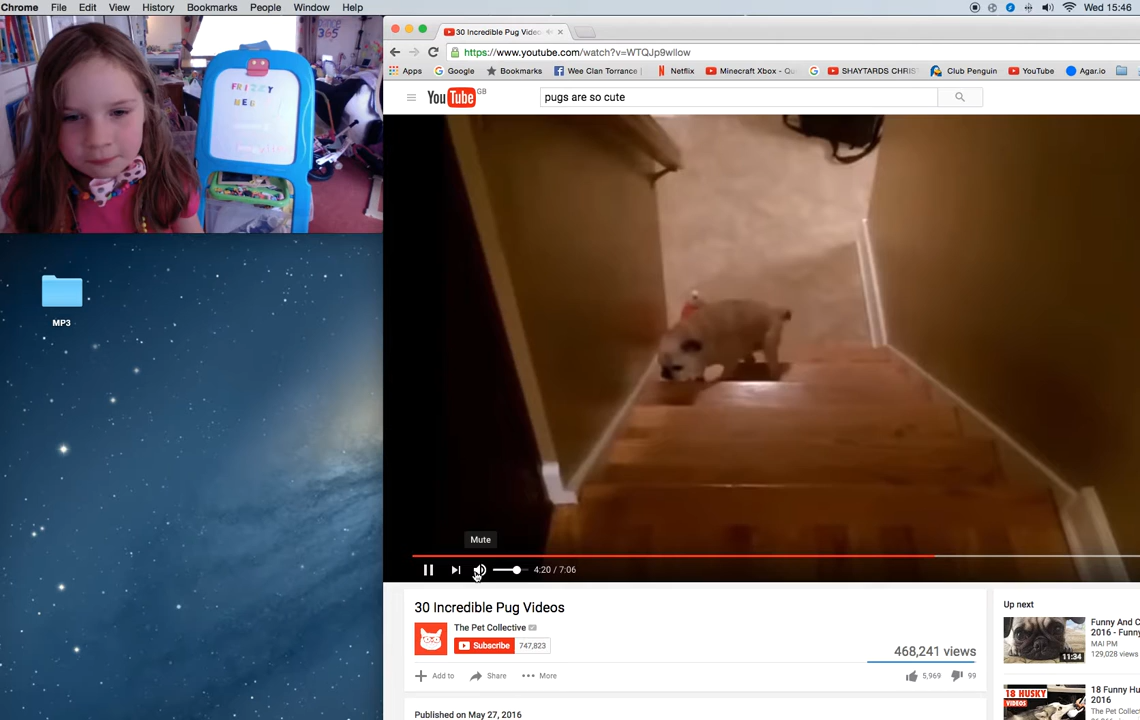 Chrome File Edit View History Bookmarks People Window Help Wed 15:46
30 Incredible Pug Video
https://www.youtube.com/watch?v=WTQJp9wllow
Apps Google Bookmarks Wee Clan Torrance | Netflix Minecraft Xbox - Qu SHAYTARDS CHRIS Club Penguin YouTube Agar.io
YouTube GB pugs are so cute
365
FRIZZY
MP3
Mute
4:20 / 7:06
30 Incredible Pug Videos
The Pet Collective
Subscribe 747,823
468,241 views
Add to Share More 5,969 99
Published on May 27, 2016
Up next
Funny And C
2016 - Funny
MAI PM
129,028 views
11:34
18 HUSKY
VIDEOS
18 Funny Hu
2016
The Pet Collective